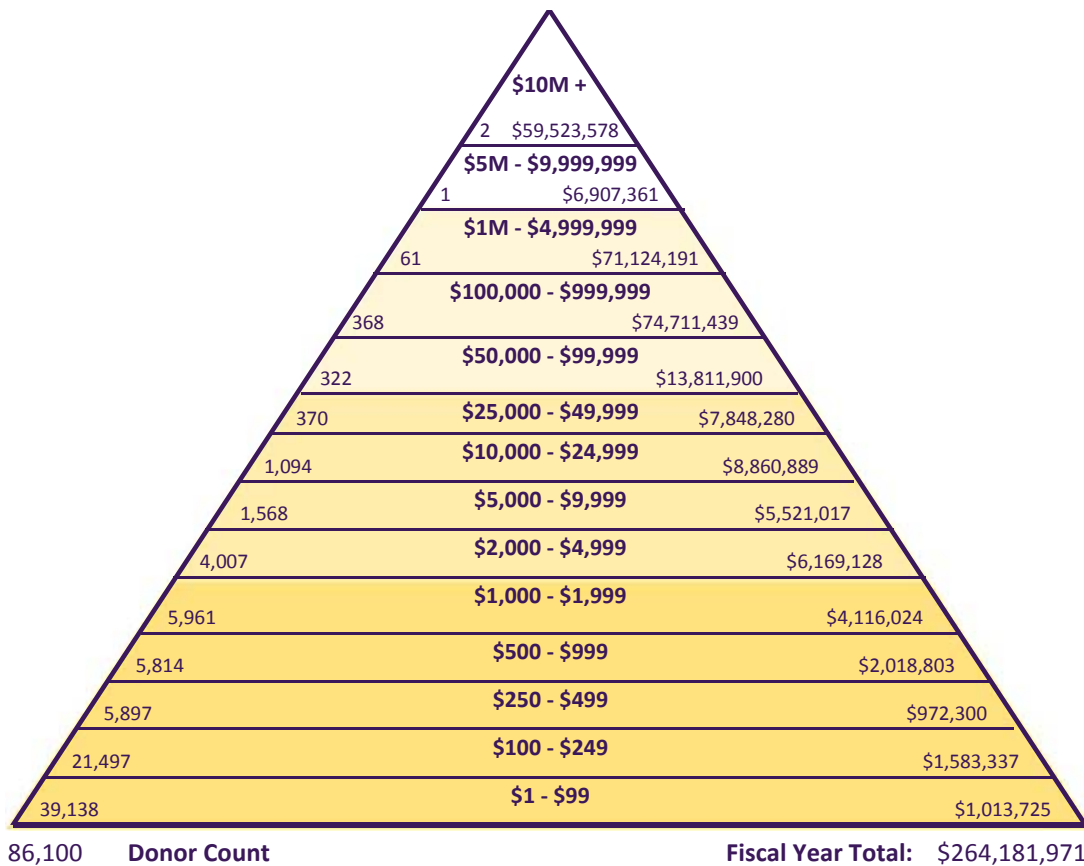 $10M +
2 $59,523,578
$5M - $9,999,999
1 $6,907,361
$1M - $4,999,999
61 $71,124,191
$100,000 - $999,999
368 $74,711,439
$50,000 - $99,999
322 $13,811,900
$25,000 - $49,999
370 $7,848,280
$10,000 - $24,999
1,094 $8,860,889
$5,000 - $9,999
1,568 $5,521,017
$2,000 - $4,999
4,007 $6,169,128
$1,000 - $1,999
5,961 $4,116,024
$500 - $999
5,814 $2,018,803
$250 - $499
5,897 $972,300
$100 - $249
21,497 $1,583,337
$1 - $99
39,138 $1,013,725
86,100 Donor Count Fiscal Year Total: $264,181,971